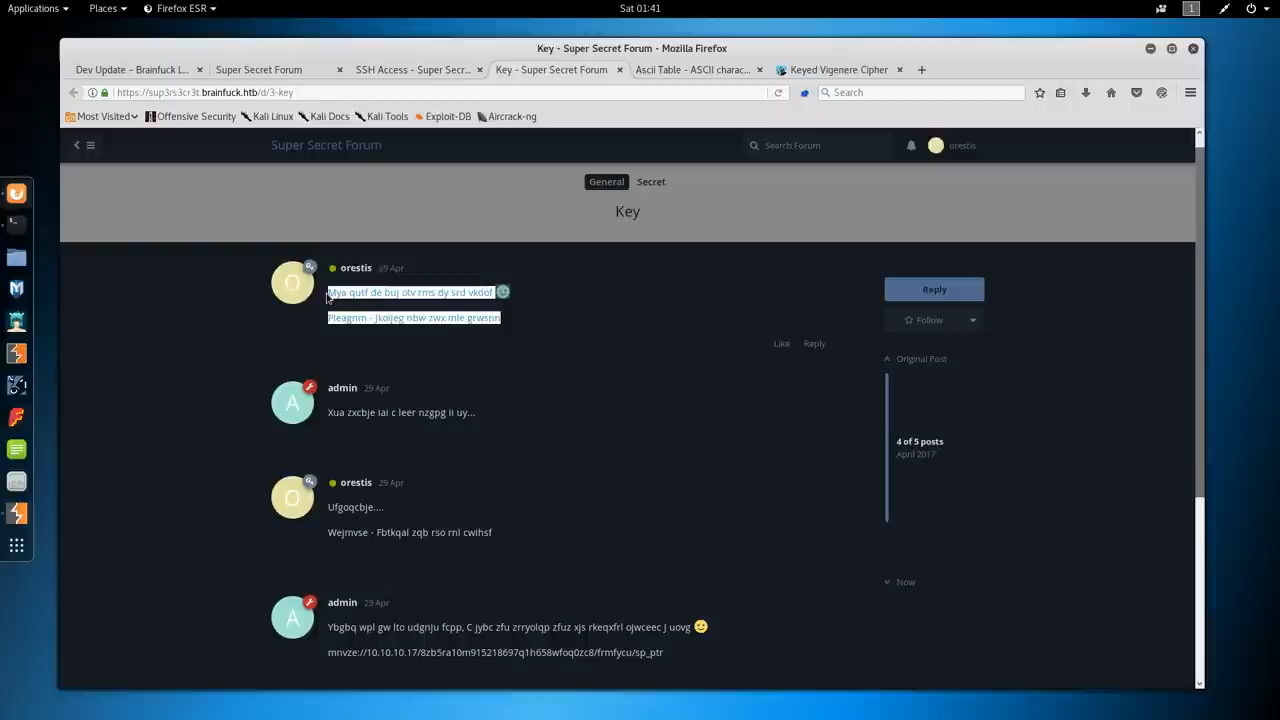 Applications Places Firefox ESR Sat 01:41 1
Key - Super Secret Forum - Mozilla Firefox
Dev Update – Brainfuck L... Super Secret Forum SSH Access - Super Secr... Key - Super Secret Forum Ascii Table - ASCII charac... Keyed Vigenere Cipher
https://sup3rs3cr3t.brainfuck.htb/d/3-key Search
Most Visited Offensive Security Kali Linux Kali Docs Kali Tools Exploit-DB Aircrack-ng
Super Secret Forum Search Forum orestis
General Secret
Key
O orestis 29 Apr
Mya qutf de buj otv rms dy srd vkdof
Pieagnm - Jkoijeg nbw zwx mle grwsnn
Like Reply
Reply
Follow
Original Post
4 of 5 posts
April 2017
Now
A admin 29 Apr
Xua zxcbje iai c leer nzgpg ii uy...
O orestis 29 Apr
Ufgoqcbje....
Wejmvse - Fbtkqal zqb rso rnl cwihsf
A admin 29 Apr
Ybgbq wpl gw lto udgnju fcpp, C jybc zfu zrryolqp zfuz xjs rkeqxfrl ojwceec J uovg
mnvze://10.10.10.17/8zb5ra10m915218697q1h658wfoq0zc8/frmfycu/sp_ptr